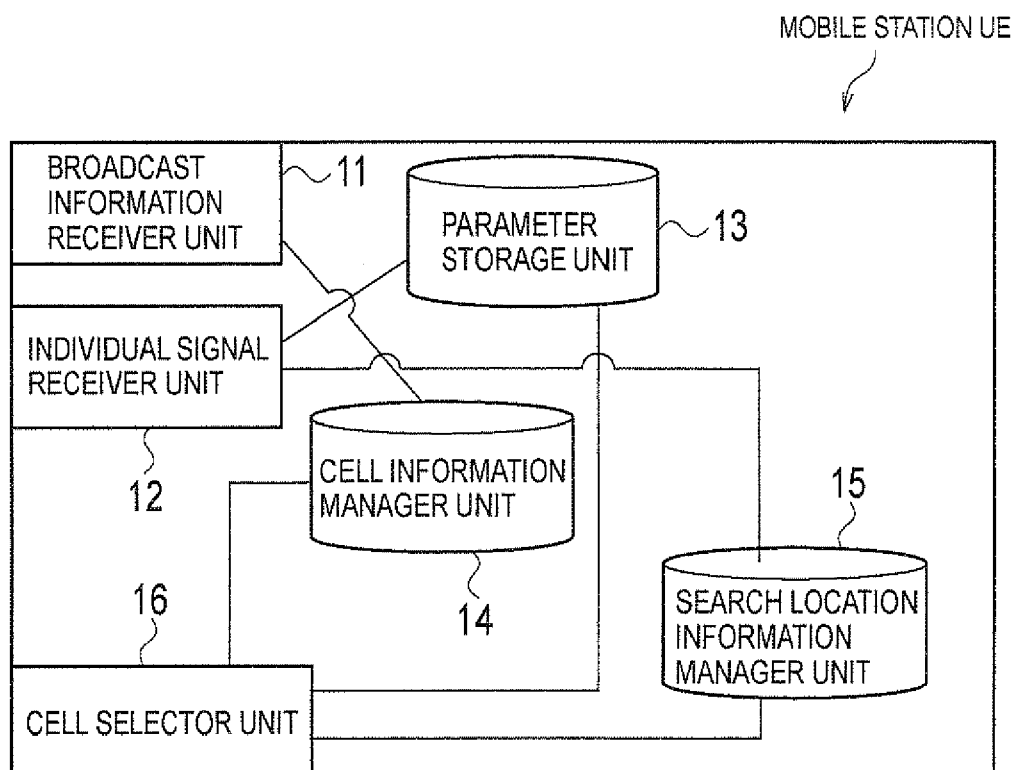 MOBILE STATION UE
BROADCAST
INFORMATION
RECEIVER UNIT
11
PARAMETER
STORAGE UNIT
13
INDIVIDUAL SIGNAL
RECEIVER UNIT
12
CELL INFORMATION
MANAGER UNIT
14
15
SEARCH LOCATION
INFORMATION
MANAGER UNIT
16
CELL SELECTOR UNIT